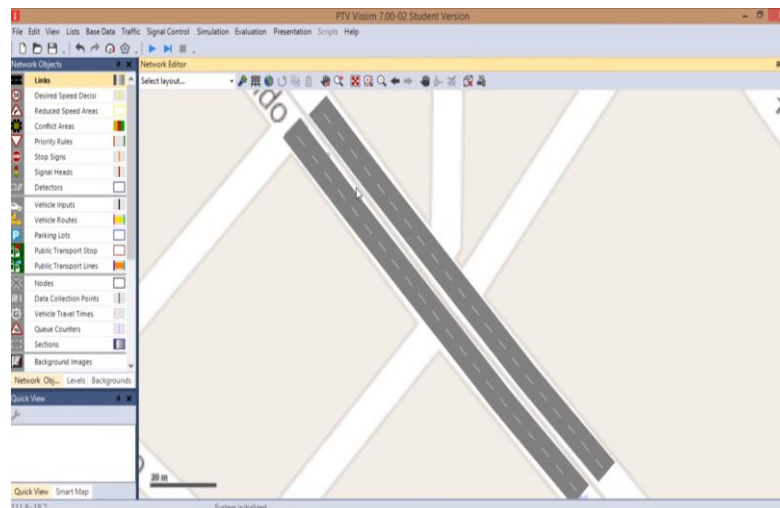 PTV Vissim 7.00-02 Student Version
File Edit View Lists Base Data Traffic Signal Control Simulation Evaluation Presentation Scripts Help
Network Objects
Network Editor
Links
Select layout...
Desired Speed Decisi
Reduced Speed Areas
Conflict Areas
Priority Rules
Stop Signs
Signal Heads
Detectors
Vehicle Inputs
Vehicle Routes
Parking Lots
Public Transport Stop
Public Transport Lines
Nodes
Data Collection Points
Vehicle Travel Times
Queue Counters
Sections
Background Images
Network Obj... Levels Backgrounds
Quick View
Quick View Smart Map
do
20 m
System initialized